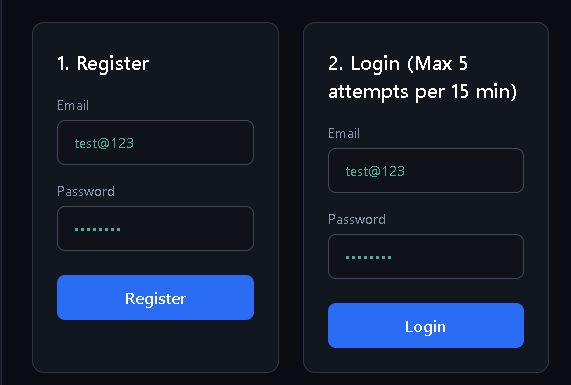 1. Register
Email
test@123
Password
••••••••
Register
2. Login (Max 5
attempts per 15 min)
Email
test@123
Password
••••••••
Login